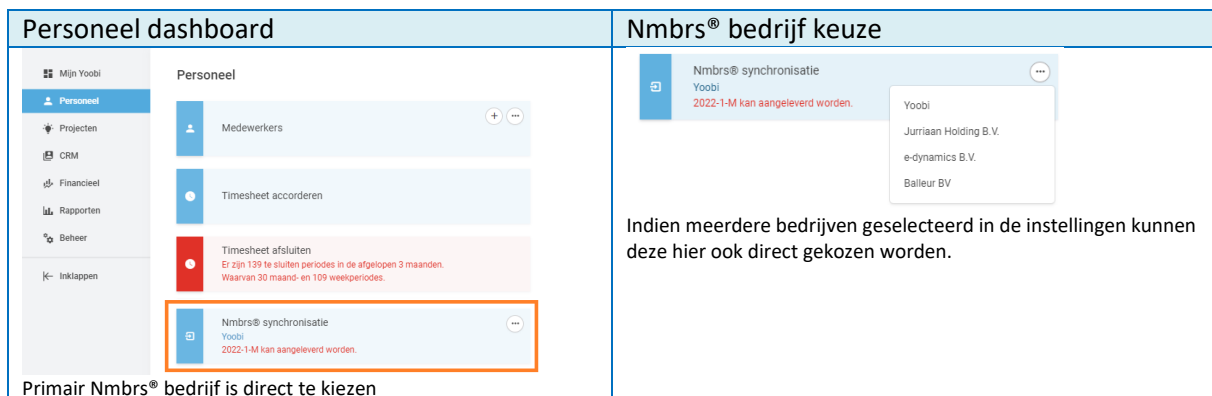 Personeel dashboard
Mijn Yoobi
Personeel
Projecten
CRM
Financieel
Rapporten
Beheer
Inklappen
Personeel
Medewerkers
Timesheet accorderen
Timesheet afsluiten
Er zijn 139 te sluiten periodes in de afgelopen 3 maanden.
Waarvan 30 maand- en 109 weekperiodes.
Nmbrs® synchronisatie
Yoobi
2022-1-M kan aangeleverd worden.
Primair Nmbrs® bedrijf is direct te kiezen
Nmbrs® bedrijf keuze
Nmbrs® synchronisatie
Yoobi
2022-1-M kan aangeleverd worden.
Yoobi
Jurriaan Holding B.V.
e-dynamics B.V.
Balleur BV
Indien meerdere bedrijven geselecteerd in de instellingen kunnen
deze hier ook direct gekozen worden.